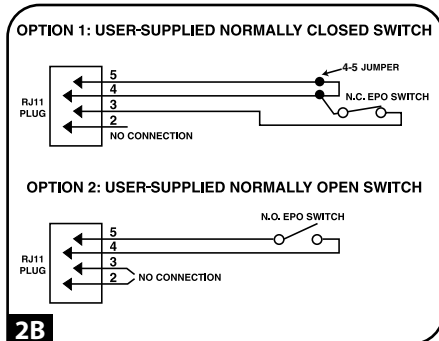 OPTION 1: USER-SUPPLIED NORMALLY CLOSED SWITCH
5
4-5 JUMPER
4
N.C. EPO SWITCH
RJ11
PLUG
3
2
NO CONNECTION
OPTION 2: USER-SUPPLIED NORMALLY OPEN SWITCH
N.O. EPO SWITCH
5
4
RJ11
PLUG
3
NO CONNECTION
2
2B